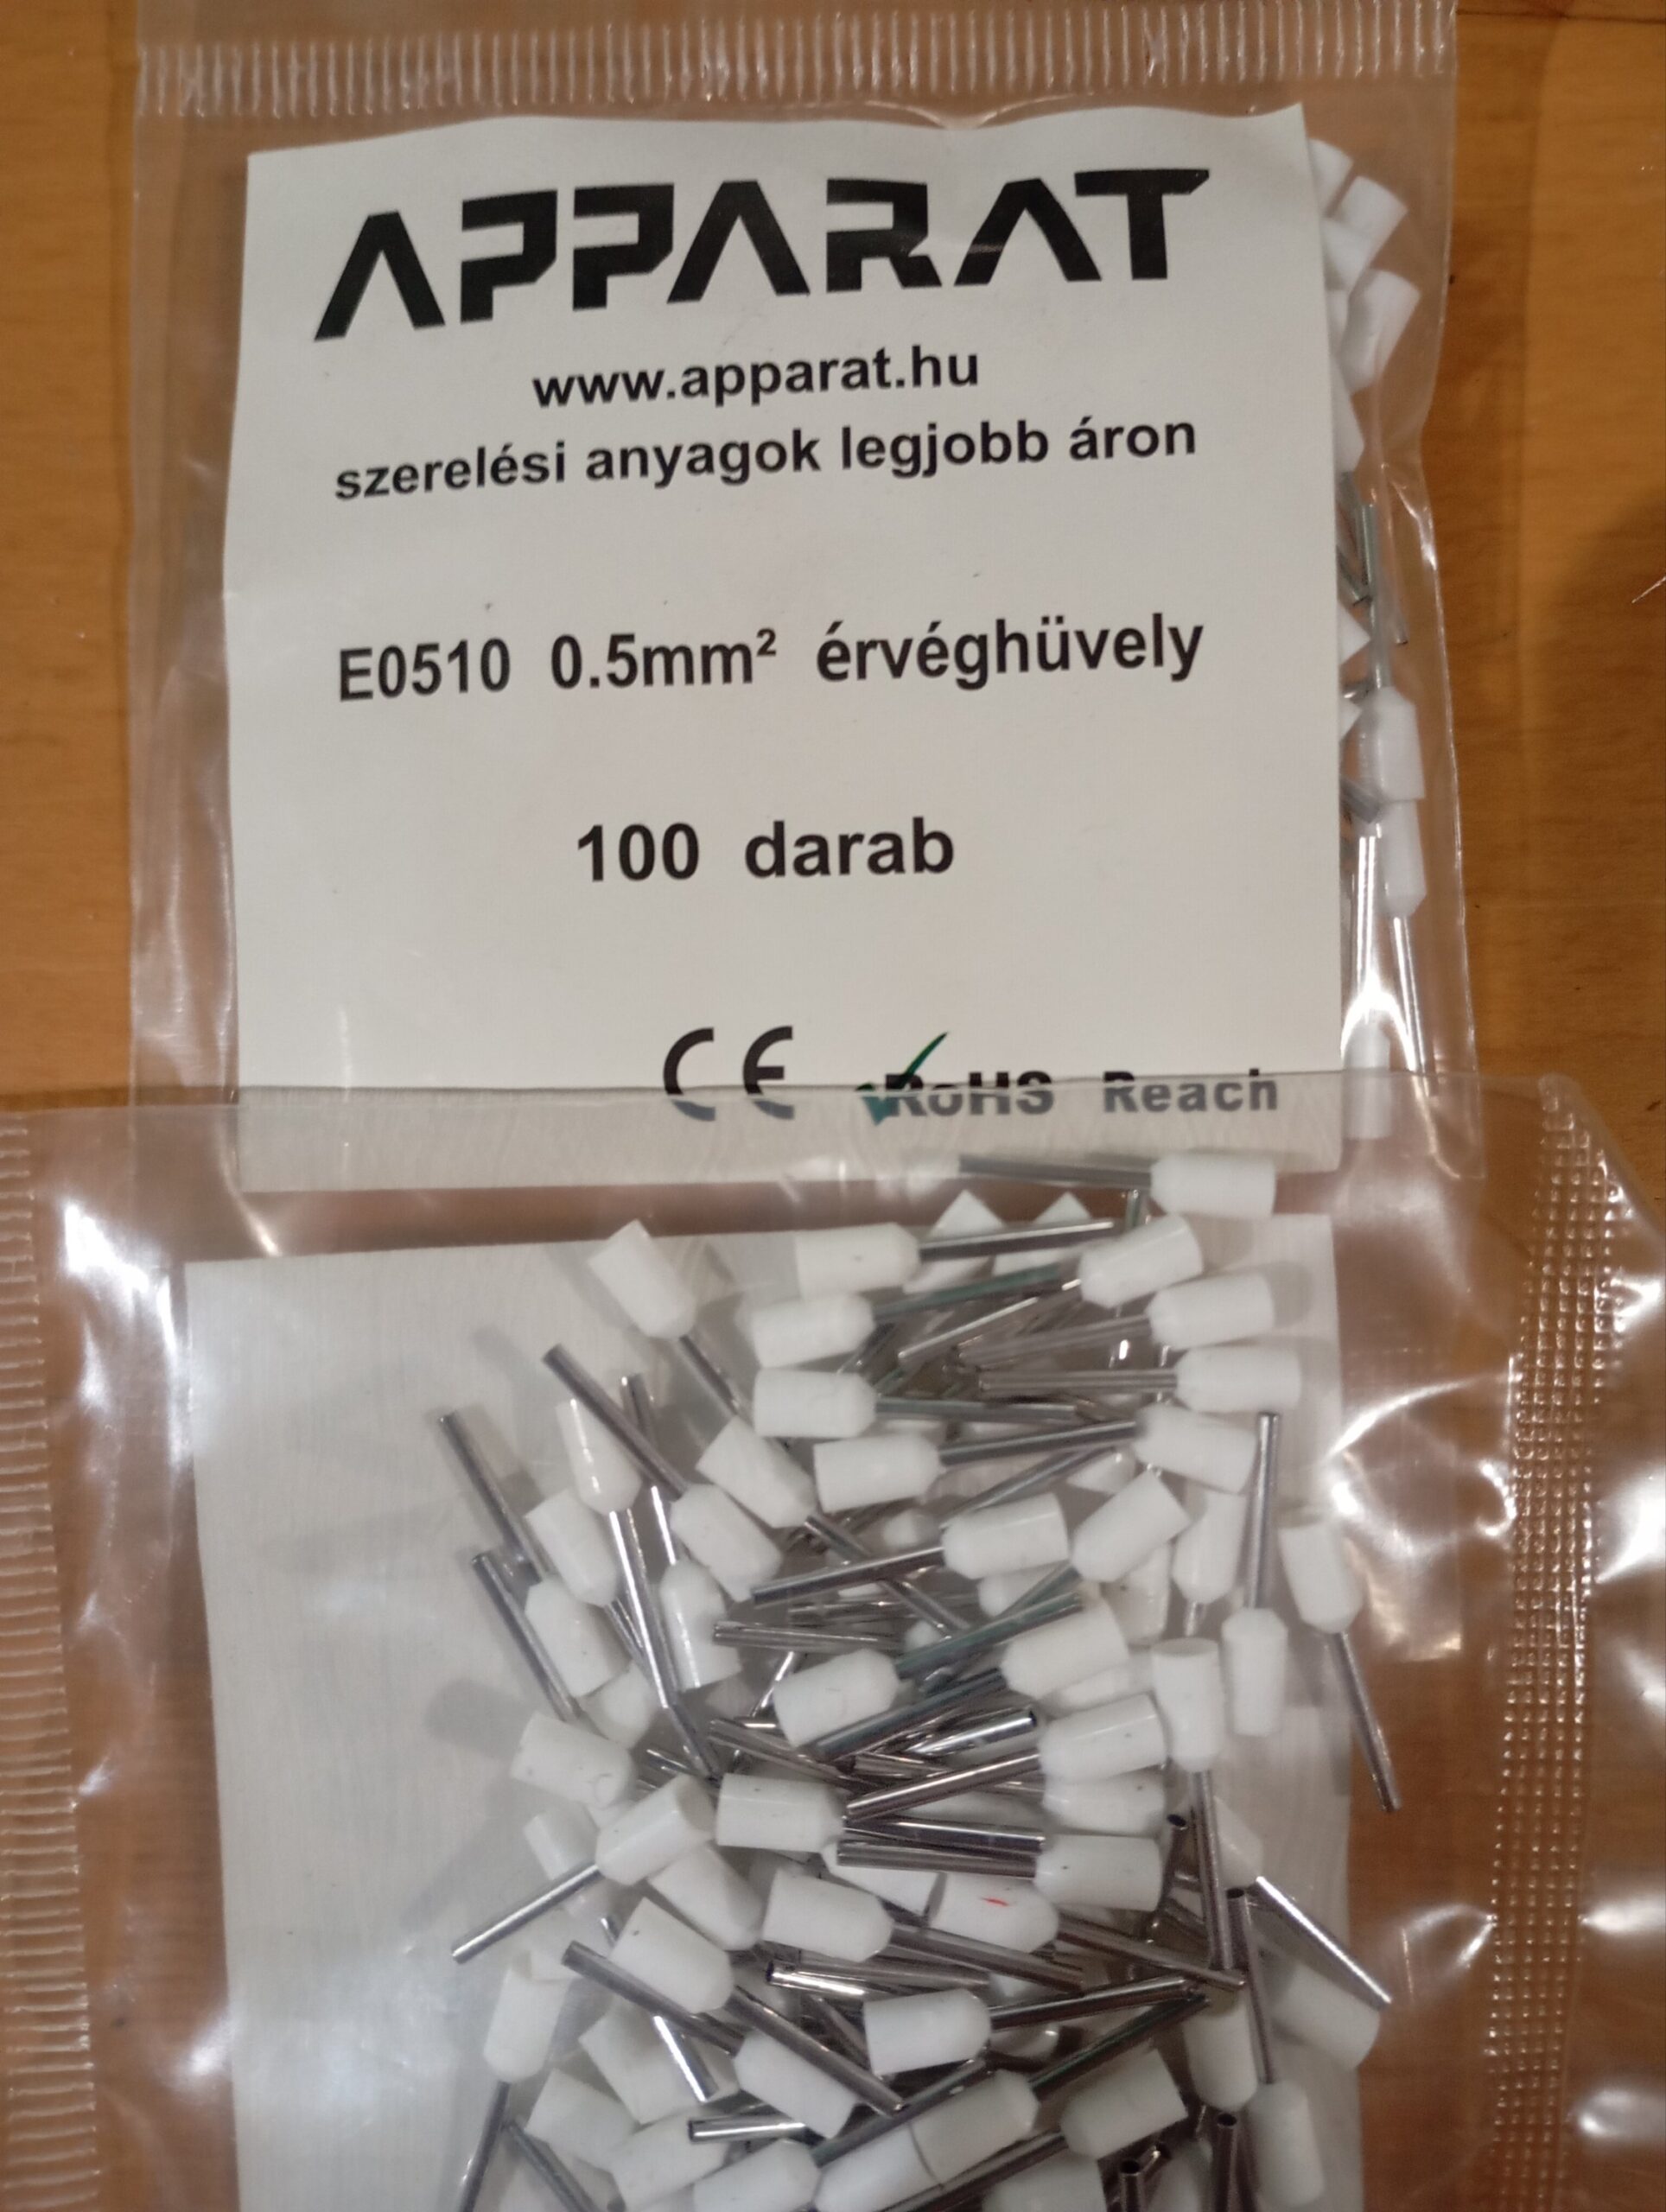 APPARAT
www.apparat.hu
szerelési anyagok legjobb áron
E0510 0.5mm² érvéghüvely
100 darab
CE RoHS Reach